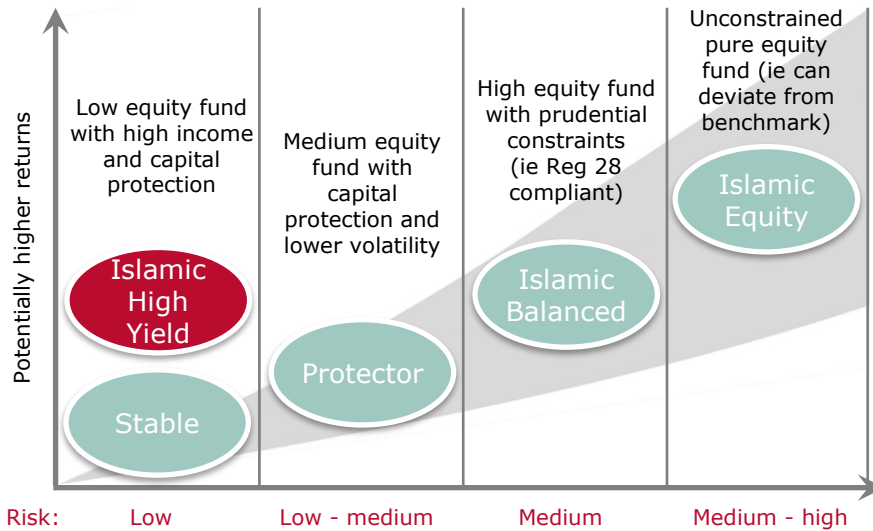 Potentially higher returns
Low equity fund
with high income
and capital
protection
Islamic
High
Yield
Stable
Medium equity
fund with
capital
protection and
lower volatility
Protector
High equity fund
with prudential
constraints
(ie Reg 28
compliant)
Islamic
Balanced
Unconstrained
pure equity
fund (ie can
deviate from
benchmark)
Islamic
Equity
Risk: Low Low - medium Medium Medium - high